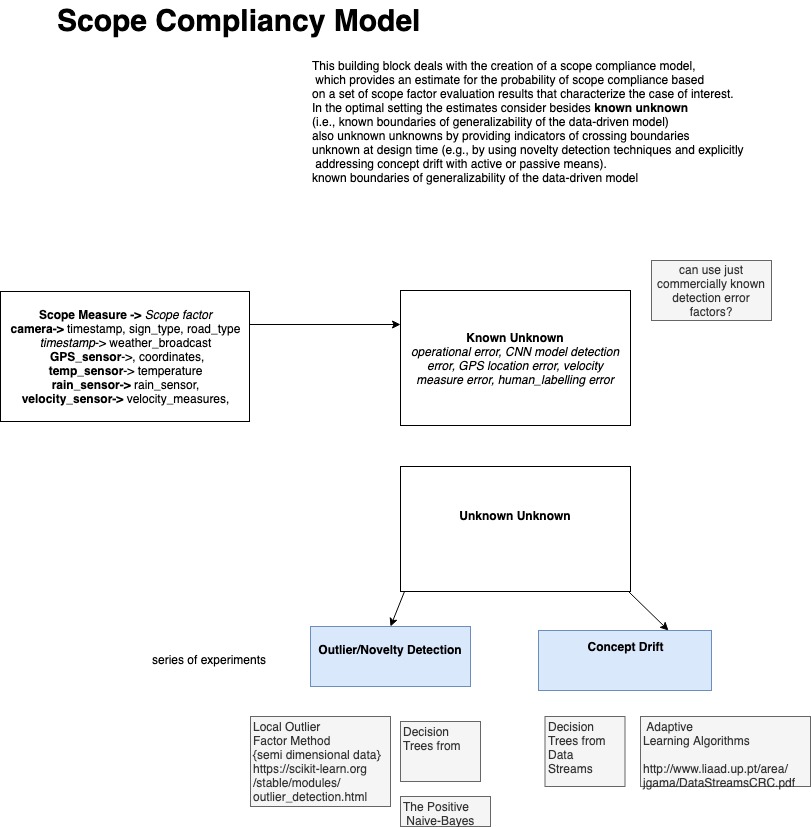 Scope Compliancy Model
This building block deals with the creation of a scope compliance model,
which provides an estimate for the probability of scope compliance based
on a set of scope factor evaluation results that characterize the case of interest.
In the optimal setting the estimates consider besides known unknown
(i.e., known boundaries of generalizability of the data-driven model)
also unknown unknowns by providing indicators of crossing boundaries
unknown at design time (e.g., by using novelty detection techniques and explicitly
addressing concept drift with active or passive means).
known boundaries of generalizability of the data-driven model
can use just
commercially known
detection error
factors?
Scope Measure -> Scope factor
camera-> timestamp, sign_type, road_type
timestamp-> weather_broadcast
GPS_sensor->, coordinates,
temp_sensor-> temperature
rain_sensor-> rain_sensor,
velocity_sensor-> velocity_measures,
Known Unknown
operational error, CNN model detection
error, GPS location error, velocity
measure error, human_labelling error
Unknown Unknown
series of experiments
Outlier/Novelty Detection
Concept Drift
Local Outlier
Factor Method
{semi dimensional data}
https://scikit-learn.org
/stable/modules/
outlier_detection.html
Decision
Trees from
The Positive
Naive-Bayes
Decision
Trees from
Data
Streams
Adaptive
Learning Algorithms
http://www.liaad.up.pt/area/
jgama/DataStreamsCRC.pdf